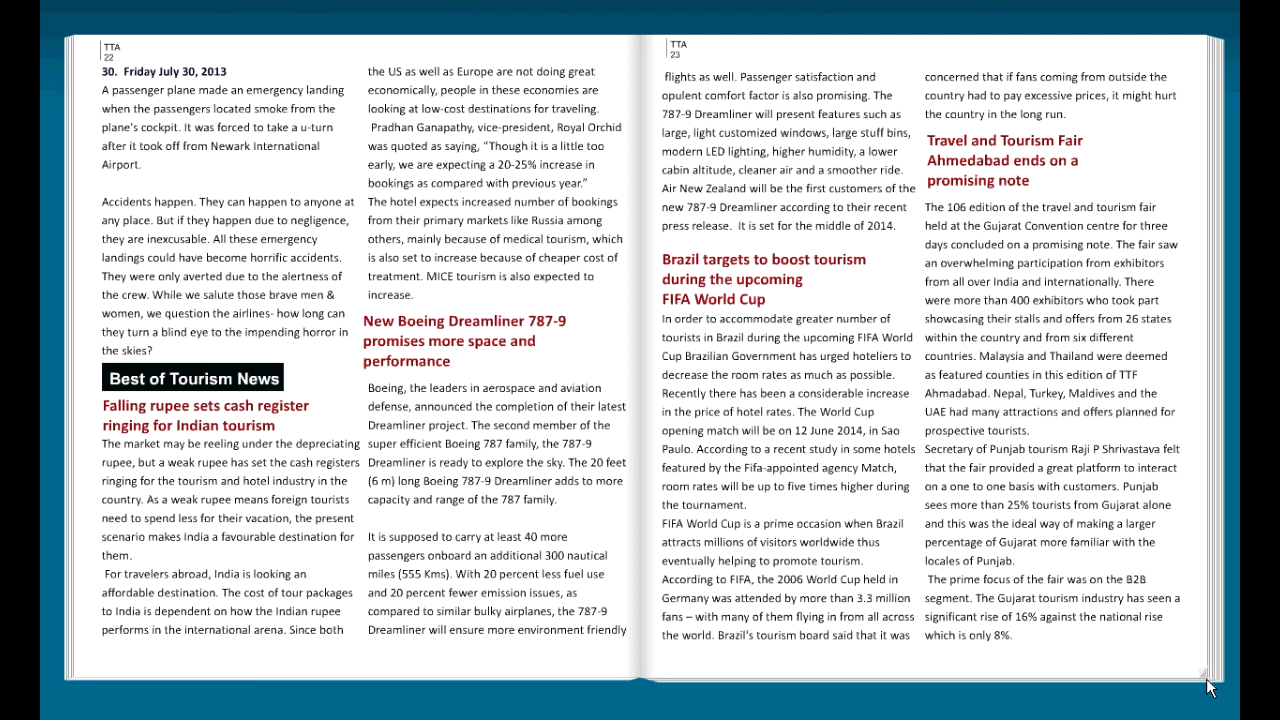 TTA
22
30.  Friday July 30, 2013
A passenger plane made an emergency landing
when the passengers located smoke from the
plane's cockpit. It was forced to take a u-turn
after it took off from Newark International
Airport.
Accidents happen. They can happen to anyone at
any place. But if they happen due to negligence,
they are inexcusable. All these emergency
landings could have become horrific accidents.
They were only averted due to the alertness of
the crew. While we salute those brave men &
women, we question the airlines- how long can
they turn a blind eye to the impending horror in
the skies?
Best of Tourism News
Falling rupee sets cash register
ringing for Indian tourism
The market may be reeling under the depreciating
rupee, but a weak rupee has set the cash registers
ringing for the tourism and hotel industry in the
country. As a weak rupee means foreign tourists
need to spend less for their vacation, the present
scenario makes India a favourable destination for
them.
For travelers abroad, India is looking an
affordable destination. The cost of tour packages
to India is dependent on how the Indian rupee
performs in the international arena. Since both
the US as well as Europe are not doing great
economically, people in these economies are
looking at low-cost destinations for traveling.
Pradhan Ganapathy, vice-president, Royal Orchid
was quoted as saying, “Though it is a little too
early, we are expecting a 20-25% increase in
bookings as compared with previous year.”
The hotel expects increased number of bookings
from their primary markets like Russia among
others, mainly because of medical tourism, which
is also set to increase because of cheaper cost of
treatment. MICE tourism is also expected to
increase.
New Boeing Dreamliner 787-9
promises more space and
performance
Boeing, the leaders in aerospace and aviation
defense, announced the completion of their latest
Dreamliner project. The second member of the
super efficient Boeing 787 family, the 787-9
Dreamliner is ready to explore the sky. The 20 feet
(6 m) long Boeing 787-9 Dreamliner adds to more
capacity and range of the 787 family.
It is supposed to carry at least 40 more
passengers onboard an additional 300 nautical
miles (555 Kms). With 20 percent less fuel use
and 20 percent fewer emission issues, as
compared to similar bulky airplanes, the 787-9
Dreamliner will ensure more environment friendly
TTA
23
flights as well. Passenger satisfaction and
opulent comfort factor is also promising. The
787-9 Dreamliner will present features such as
large, light customized windows, large stuff bins,
modern LED lighting, higher humidity, a lower
cabin altitude, cleaner air and a smoother ride.
Air New Zealand will be the first customers of the
new 787-9 Dreamliner according to their recent
press release.  It is set for the middle of 2014.
Brazil targets to boost tourism
during the upcoming
FIFA World Cup
In order to accommodate greater number of
tourists in Brazil during the upcoming FIFA World
Cup Brazilian Government has urged hoteliers to
decrease the room rates as much as possible.
Recently there has been a considerable increase
in the price of hotel rates. The World Cup
opening match will be on 12 June 2014, in Sao
Paulo. According to a recent study in some hotels
featured by the Fifa-appointed agency Match,
room rates will be up to five times higher during
the tournament.
FIFA World Cup is a prime occasion when Brazil
attracts millions of visitors worldwide thus
eventually helping to promote tourism.
According to FIFA, the 2006 World Cup held in
Germany was attended by more than 3.3 million
fans – with many of them flying in from all across
the world. Brazil's tourism board said that it was
concerned that if fans coming from outside the
country had to pay excessive prices, it might hurt
the country in the long run.
Travel and Tourism Fair
Ahmedabad ends on a
promising note
The 106 edition of the travel and tourism fair
held at the Gujarat Convention centre for three
days concluded on a promising note. The fair saw
an overwhelming participation from exhibitors
from all over India and internationally. There
were more than 400 exhibitors who took part
showcasing their stalls and offers from 26 states
within the country and from six different
countries. Malaysia and Thailand were deemed
as featured counties in this edition of TTF
Ahmadabad. Nepal, Turkey, Maldives and the
UAE had many attractions and offers planned for
prospective tourists.
Secretary of Punjab tourism Raji P Shrivastava felt
that the fair provided a great platform to interact
on a one to one basis with customers. Punjab
sees more than 25% tourists from Gujarat alone
and this was the ideal way of making a larger
percentage of Gujarat more familiar with the
locales of Punjab.
The prime focus of the fair was on the B2B
segment. The Gujarat tourism industry has seen a
significant rise of 16% against the national rise
which is only 8%.